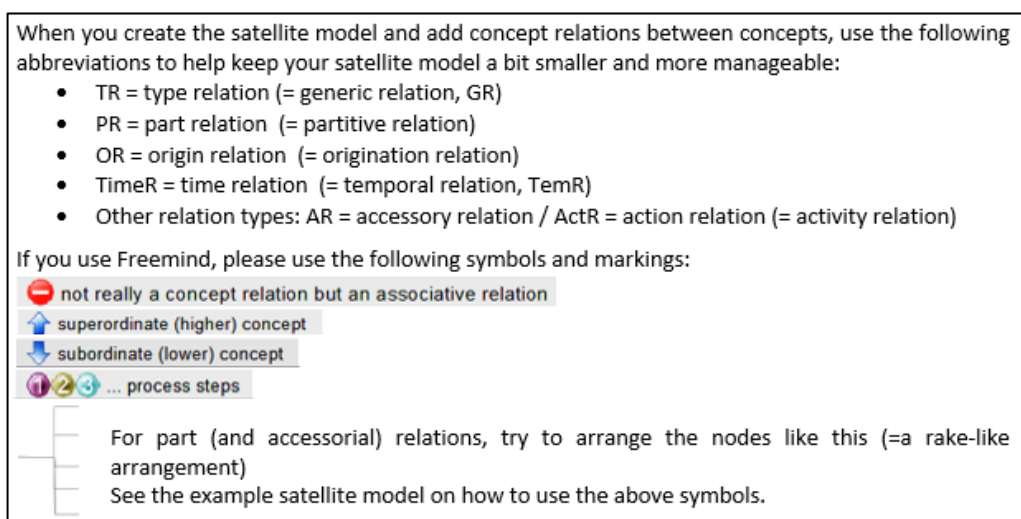 When you create the satellite model and add concept relations between concepts, use the following
abbreviations to help keep your satellite model a bit smaller and more manageable:
• TR = type relation (= generic relation, GR)
• PR = part relation (= partitive relation)
• OR = origin relation (= origination relation)
• TimeR = time relation (= temporal relation, TemR)
• Other relation types: AR = accessory relation / ActR = action relation (= activity relation)
If you use Freemind, please use the following symbols and markings:
not really a concept relation but an associative relation
superordinate (higher) concept
subordinate (lower) concept
1 2 3 ... process steps
For part (and accessorial) relations, try to arrange the nodes like this (=a rake-like
arrangement)
See the example satellite model on how to use the above symbols.